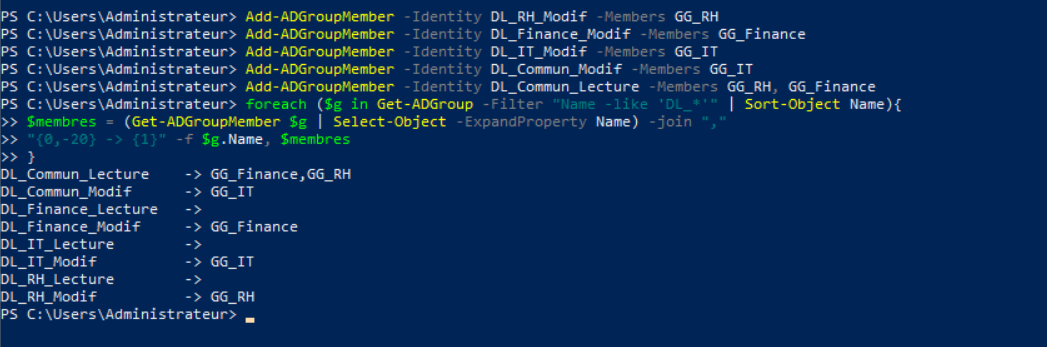 PS C:\Users\Administrateur> Add-ADGroupMember -Identity DL_RH_Modif -Members GG_RH
PS C:\Users\Administrateur> Add-ADGroupMember -Identity DL_Finance_Modif -Members GG_Finance
PS C:\Users\Administrateur> Add-ADGroupMember -Identity DL_IT_Modif -Members GG_IT
PS C:\Users\Administrateur> Add-ADGroupMember -Identity DL_Commun_Modif -Members GG_IT
PS C:\Users\Administrateur> Add-ADGroupMember -Identity DL_Commun_Lecture -Members GG_RH, GG_Finance
PS C:\Users\Administrateur> foreach ($g in Get-ADGroup -Filter "Name -like 'DL_*'" | Sort-Object Name){
>> $membres = (Get-ADGroupMember $g | Select-Object -ExpandProperty Name) -join ","
>> "{0,-20} -> {1}" -f $g.Name, $membres
>> }
DL_Commun_Lecture    -> GG_Finance,GG_RH
DL_Commun_Modif      -> GG_IT
DL_Finance_Lecture   ->
DL_Finance_Modif     -> GG_Finance
DL_IT_Lecture        ->
DL_IT_Modif          -> GG_IT
DL_RH_Lecture        ->
DL_RH_Modif          -> GG_RH
PS C:\Users\Administrateur>